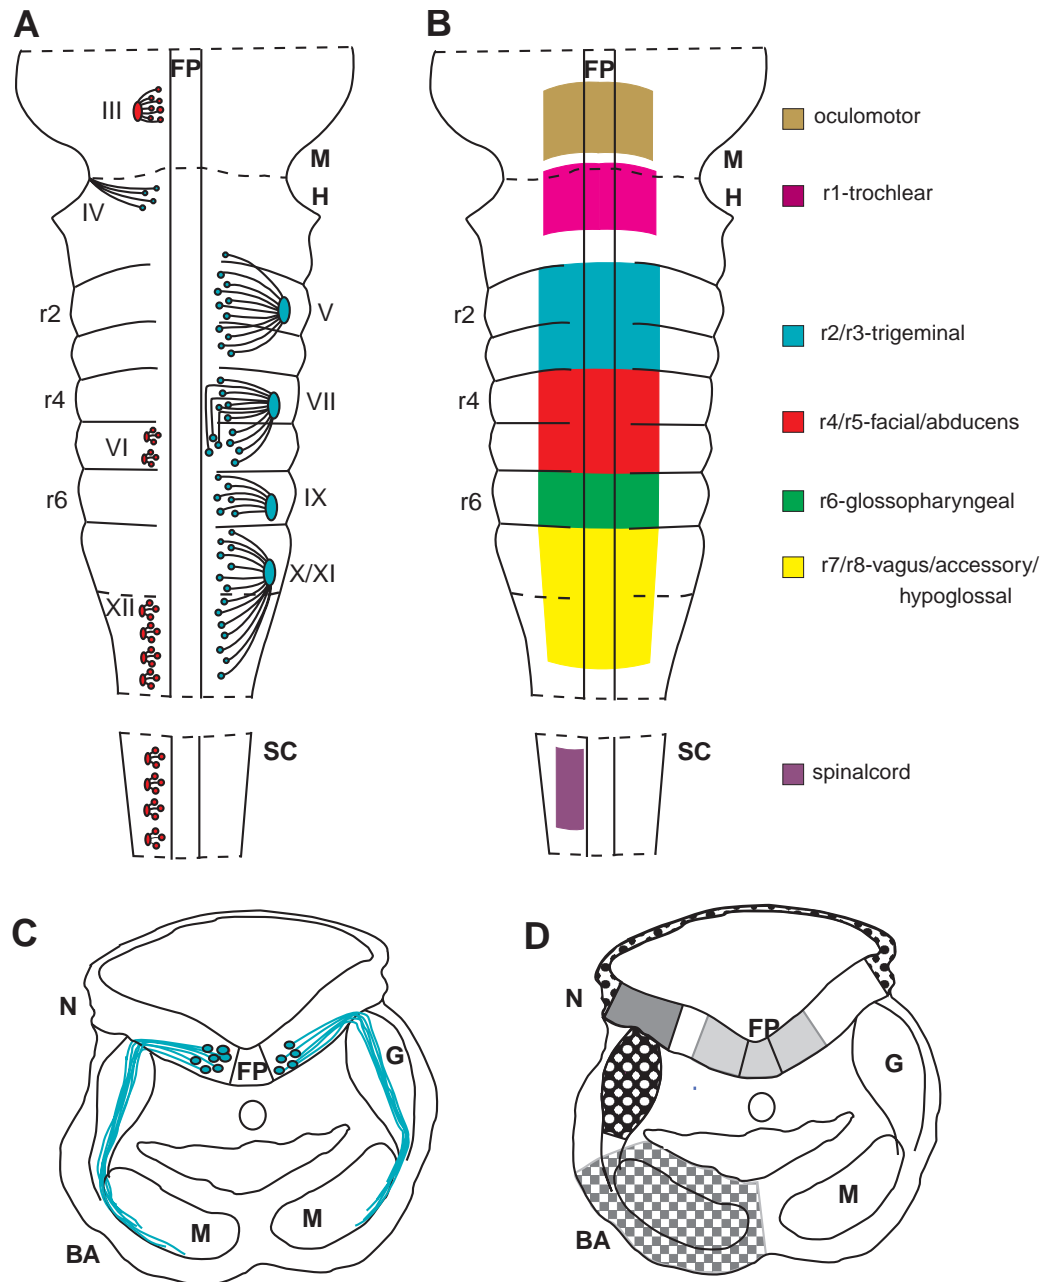 A
FP
III
M
H
IV
r2
V
r4
VII
VI
r6
IX
X/XI
XII
SC
B
FP
M
H
r2
r4
r6
SC
oculomotor
r1-trochlear
r2/r3-trigeminal
r4/r5-facial/abducens
r6-glossopharyngeal
r7/r8-vagus/accessory/
hypoglossal
spinalcord
C
N
G
FP
M
M
BA
D
N
FP
G
M
BA